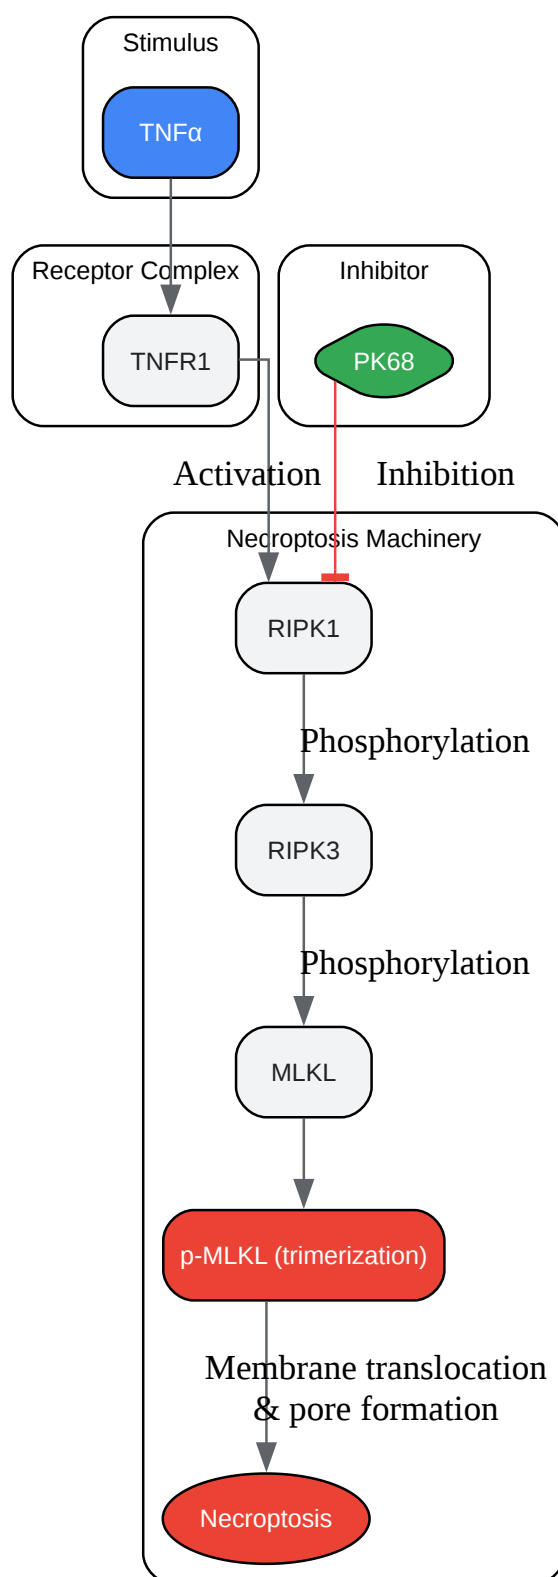 Stimulus
TNFα
Receptor Complex
Inhibitor
TNFR1
PK68
Activation
Inhibition
Necroptosis Machinery
RIPK1
Phosphorylation
RIPK3
Phosphorylation
MLKL
p-MLKL (trimerization)
Membrane translocation
& pore formation
Necroptosis